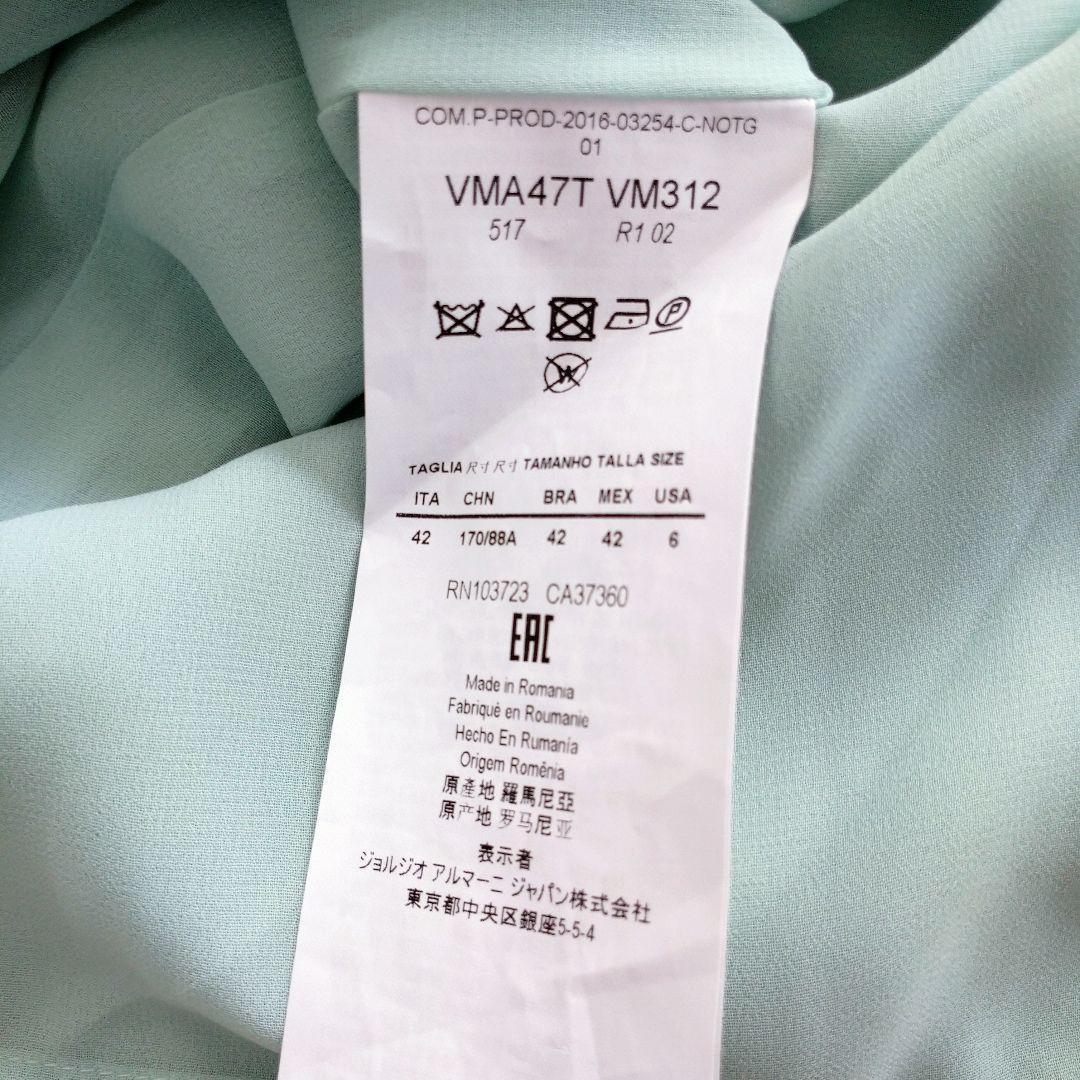 COM.P-PROD-2016-03254-C-NOTG
01
VMA47T VM312
517 R1 02
P
W
TAGLIA 尺寸 尺寸 TAMANHO TALLA SIZE
ITA CHN BRA MEX USA
42 170/88A 42 42 6
RN103723 CA37360
EAC
Made in Romania
Fabriqué en Roumanie
Hecho En Rumanía
Origem Romênia
原產地 羅馬尼亞
原产地 罗马尼亚
表示者
ジョルジオ アルマーニ ジャパン株式会社
東京都中央区銀座5-5-4